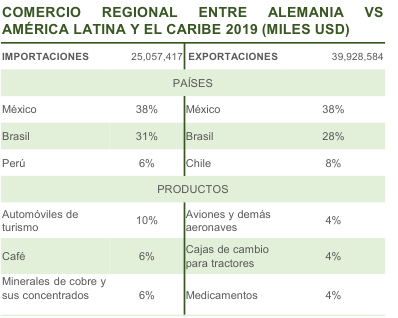 COMERCIO REGIONAL ENTRE ALEMANIA VS
AMÉRICA LATINA Y EL CARIBE 2019 (MILES USD)
IMPORTACIONES 25,057,417 EXPORTACIONES 39,928,584
PAÍSES
México 38% México 38%
Brasil 31% Brasil 28%
Perú 6% Chile 8%
PRODUCTOS
Automóviles de turismo 10% Aviones y demás aeronaves 4%
Café 6% Cajas de cambio para tractores 4%
Minerales de cobre y sus concentrados 6% Medicamentos 4%